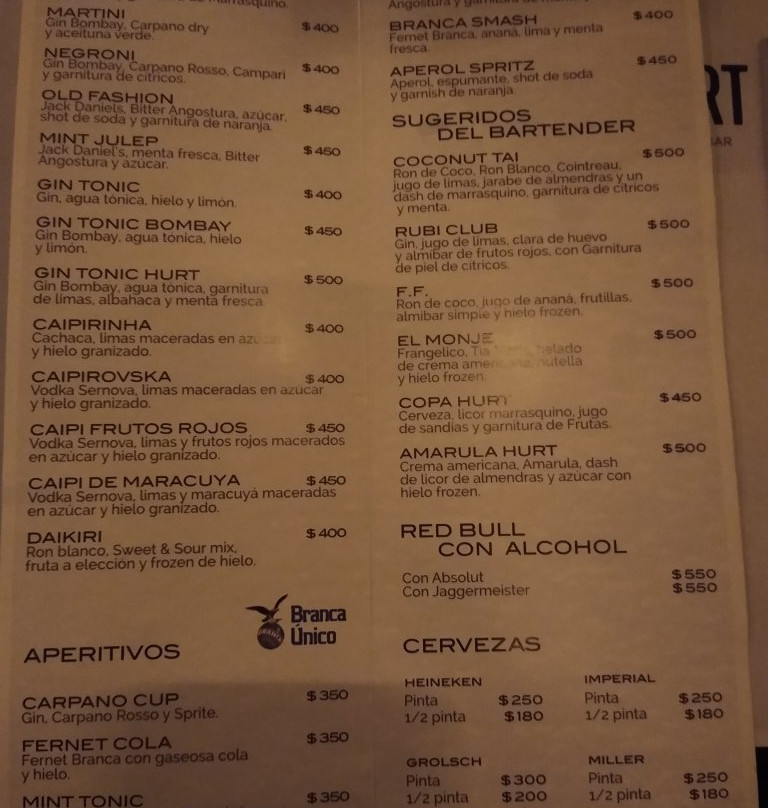 MARTINI $400
Gin Bombay, Carpano dry
y aceituna verde.
NEGRONI
Gin Bombay, Carpano Rosso, Campari $400
y garnitura de cítricos.
OLD FASHION
Jack Daniels, Bitter Angostura, azúcar, $450
shot de soda y garnitura de naranja.
MINT JULEP
Jack Daniel's, menta fresca, Bitter $450
Angostura y azúcar.
GIN TONIC
Gin, agua tónica, hielo y limón. $400
GIN TONIC BOMBAY $450
Gin Bombay, agua tónica, hielo
y limón.
GIN TONIC HURT $500
Gin Bombay, agua tónica, garnitura
de limas, albahaca y menta fresca
CAIPIRINHA $400
Cachaca, limas maceradas en
y hielo granizado.
CAIPIROVSKA $400
Vodka Sernova, limas maceradas en azúcar
y hielo granizado.
CAIPI FRUTOS ROJOS $450
Vodka Sernova, limas y frutos rojos macerados
en azúcar y hielo granizado.
CAIPI DE MARACUYA $450
Vodka Sernova, limas y maracuyá maceradas
en azúcar y hielo granizado.
DAIKIRI $400
Ron blanco, Sweet & Sour mix,
fruta a elección y frozen de hielo.
Branca
Único
APERITIVOS
CARPANO CUP $350
Gin, Carpano Rosso y Sprite.
FERNET COLA $350
Fernet Branca con gaseosa cola
y hielo.
MINT TONIC $350
Angostura y
BRANCA SMASH $400
Fernet Branca, ananá, lima y menta
fresca.
APEROL SPRITZ $450
Aperol, espumante, shot de soda
y garnish de naranja.
SUGERIDOS
DEL BARTENDER
COCONUT TAI $500
Ron de Coco, Ron Blanco, Cointreau,
jugo de limas, jarabe de almendras y un
dash de marrasquino, garnitura de cítricos
y menta.
RUBI CLUB $500
Gin, jugo de limas, clara de huevo
y almibar de frutos rojos, con Garnitura
de piel de cítricos.
F.F. $500
Ron de coco, jugo de ananá, frutillas,
almibar simple y hielo frozen.
EL MONJE $500
Frangelico, Tía helado
de crema americana, nutella
y hielo frozen.
COPA HURT $450
Cerveza, licor marrasquino, jugo
de sandias y garnitura de Frutas.
AMARULA HURT $500
Crema americana, Amarula, dash
de licor de almendras y azúcar con
hielo frozen.
RED BULL
CON ALCOHOL
Con Absolut $550
Con Jaggermeister $550
CERVEZAS
HEINEKEN
Pinta $250
1/2 pinta $180
IMPERIAL
Pinta $250
1/2 pinta $180
GROLSCH
Pinta $300
1/2 pinta $200
MILLER
Pinta $250
1/2 pinta $180
RT
AR